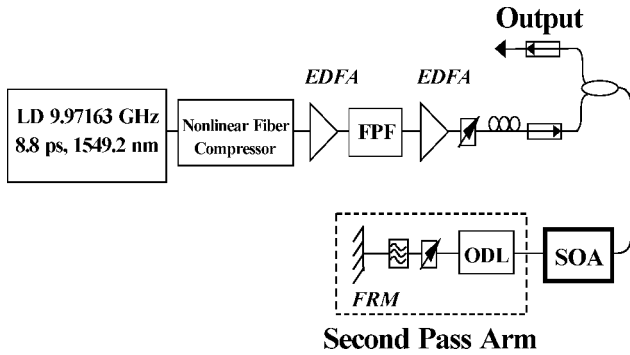 Output
EDFA
EDFA
LD 9.97163 GHz
8.8 ps, 1549.2 nm
Nonlinear Fiber
Compressor
FPF
ODL
SOA
FRM
Second Pass Arm